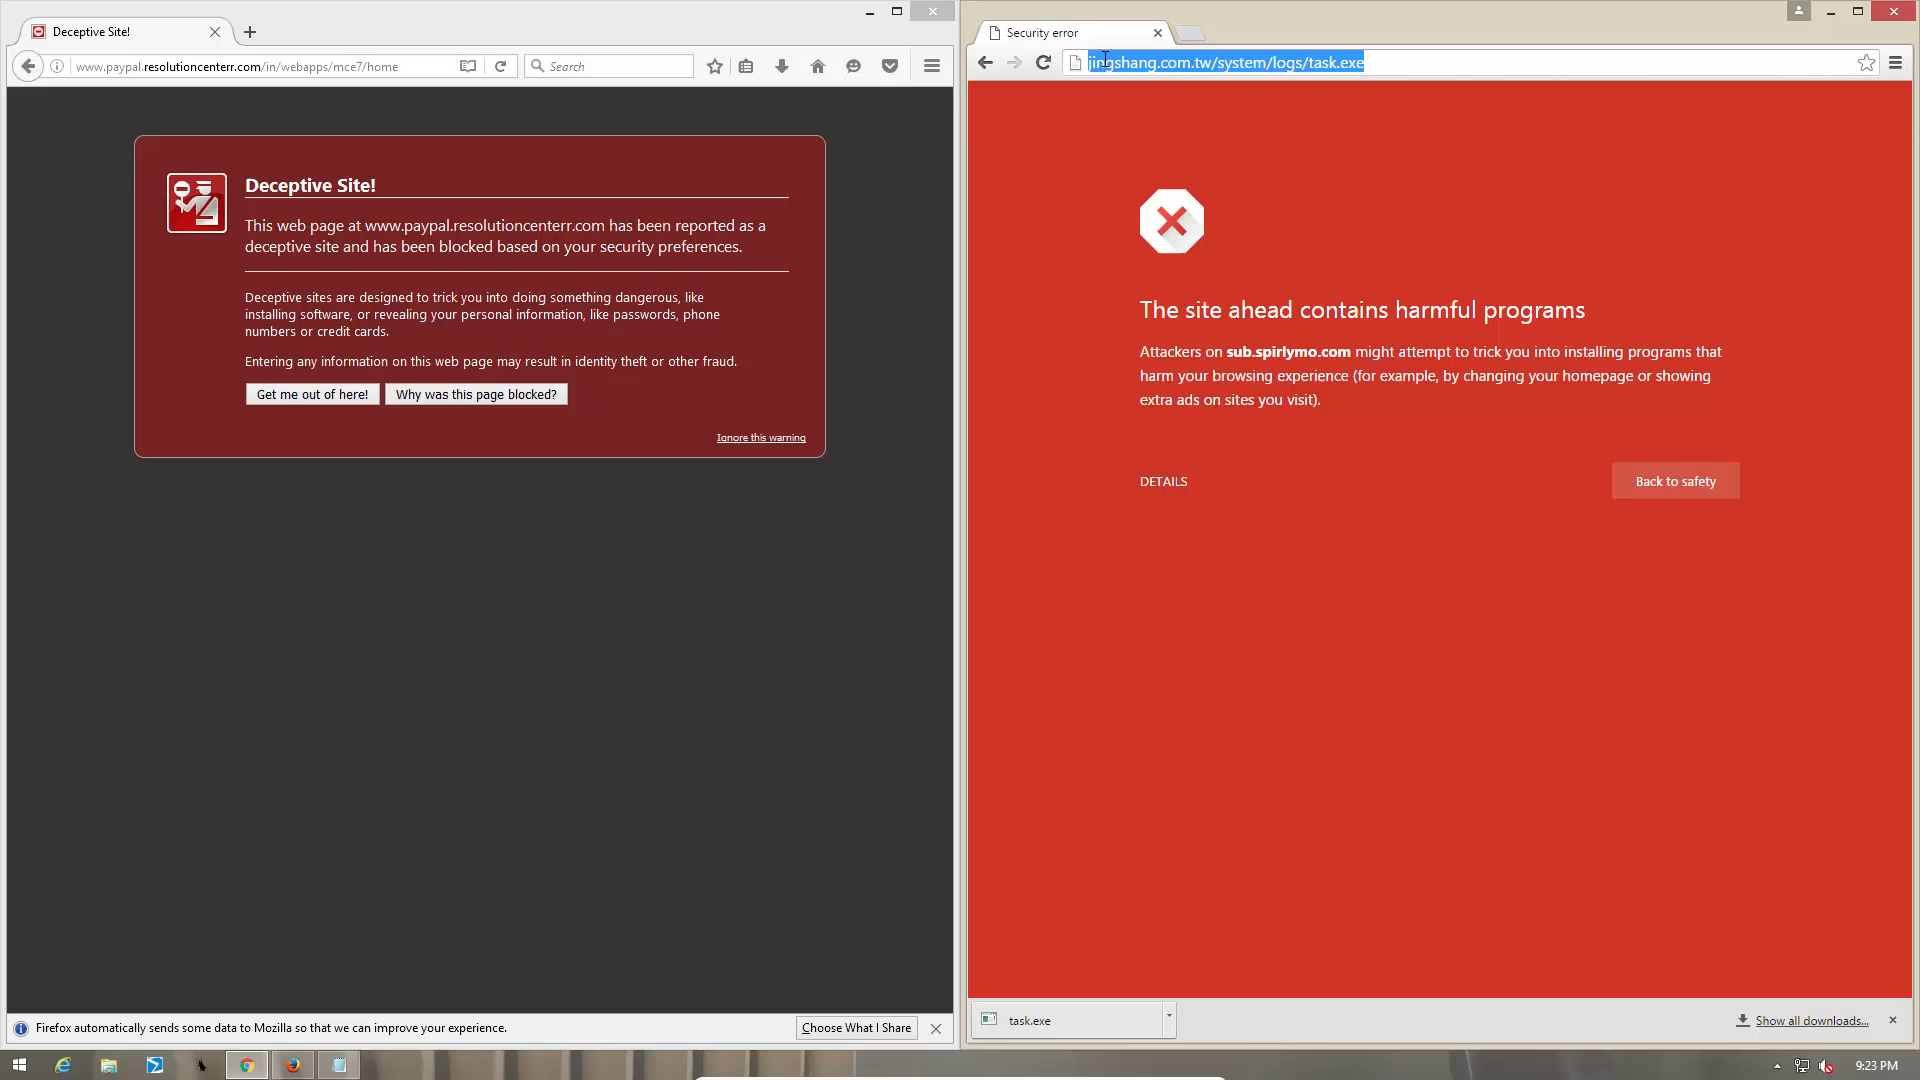 Deceptive Site!
www.paypal.resolutioncenterr.com/in/webapps/mce7/home
Search
Deceptive Site!
This web page at www.paypal.resolutioncenterr.com has been reported as a
deceptive site and has been blocked based on your security preferences.
Deceptive sites are designed to trick you into doing something dangerous, like
installing software, or revealing your personal information, like passwords, phone
numbers or credit cards.
Entering any information on this web page may result in identity theft or other fraud.
Get me out of here!
Why was this page blocked?
Ignore this warning
Firefox automatically sends some data to Mozilla so that we can improve your experience.
Choose What I Share
Security error
jingshang.com.tw/system/logs/task.exe
The site ahead contains harmful programs
Attackers on sub.spirlymo.com might attempt to trick you into installing programs that
harm your browsing experience (for example, by changing your homepage or showing
extra ads on sites you visit).
DETAILS
Back to safety
task.exe
Show all downloads...
9:23 PM